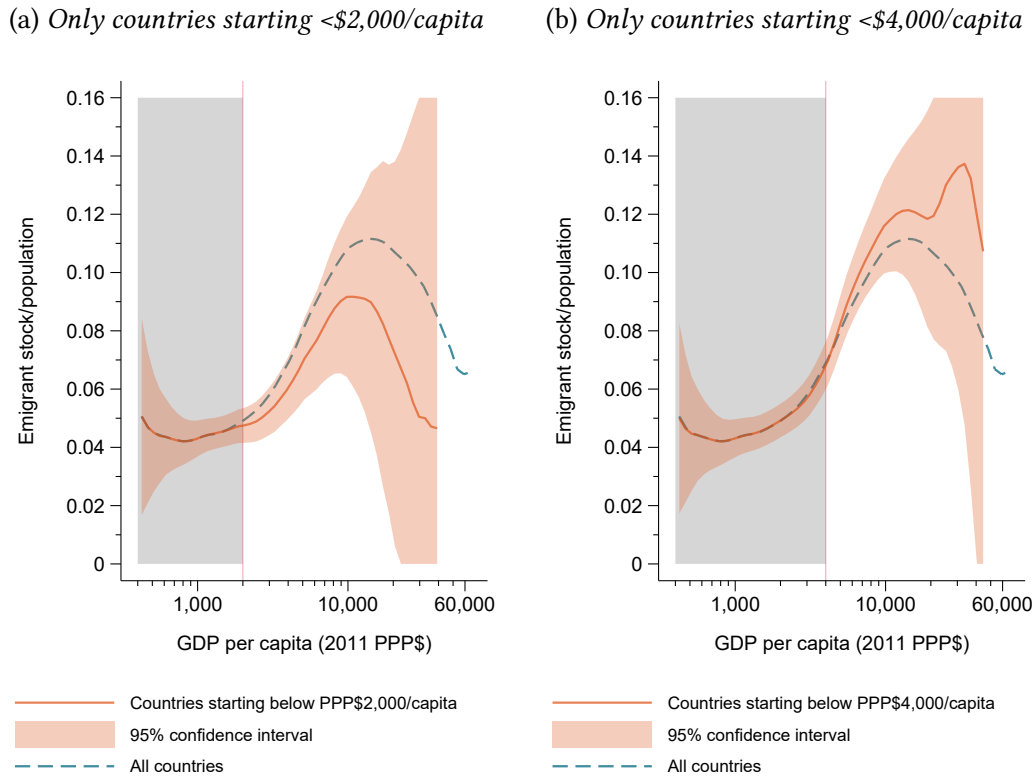 (a) Only countries starting <$2,000/capita
0.16
0.14
0.12
0.10
0.08
0.06
0.04
0.02
0
Emigrant stock/population
1,000
10,000
60,000
GDP per capita (2011 PPP$)
Countries starting below PPP$2,000/capita
95% confidence interval
All countries
(b) Only countries starting <$4,000/capita
0.16
0.14
0.12
0.10
0.08
0.06
0.04
0.02
0
Emigrant stock/population
1,000
10,000
60,000
GDP per capita (2011 PPP$)
Countries starting below PPP$4,000/capita
95% confidence interval
All countries